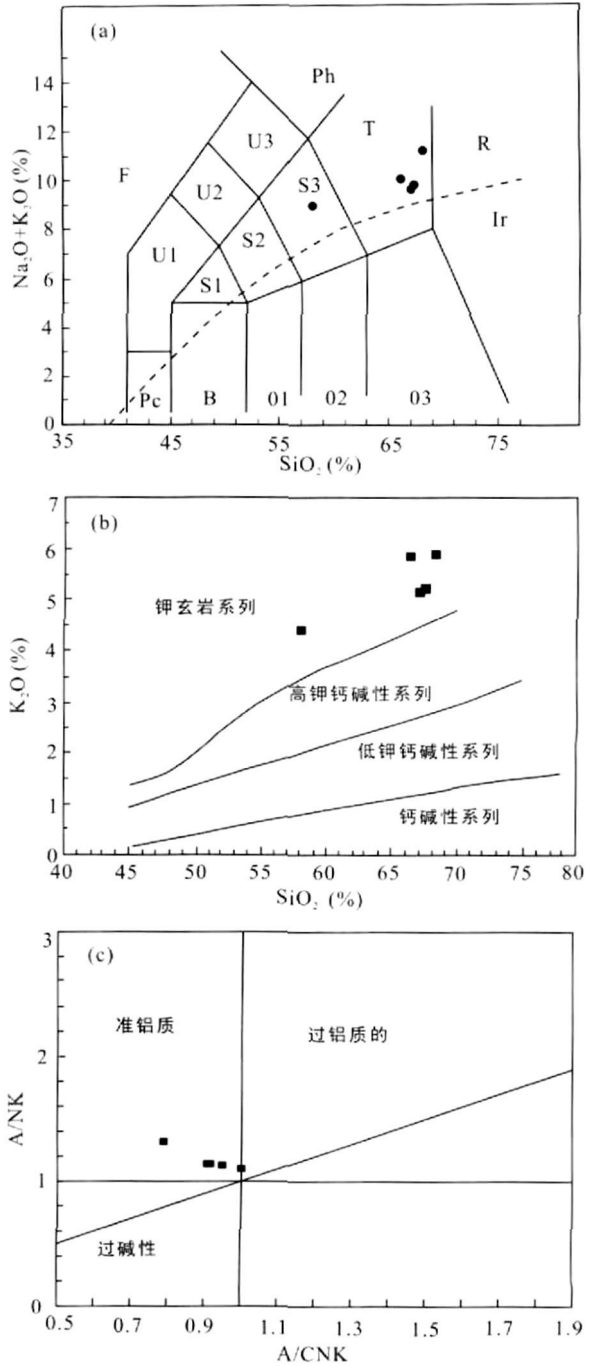 (a)
Ph
T
R
F
U3
U2
S3
Ir
U1
S2
S1
Pc
B
01
02
03
Na₂O+K₂O (%)
14
12
10
8
6
4
2
0
35
45
55
65
75
SiO₂ (%)
(b)
钾玄岩系列
高钾钙碱性系列
低钾钙碱性系列
钙碱性系列
K₂O (%)
7
6
5
4
3
2
1
0
40
45
50
55
60
65
70
75
80
SiO₂ (%)
(c)
准铝质
过铝质的
过碱性
A/NK
3
2
1
0
0.5
0.7
0.9
1.1
1.3
1.5
1.7
1.9
A/CNK